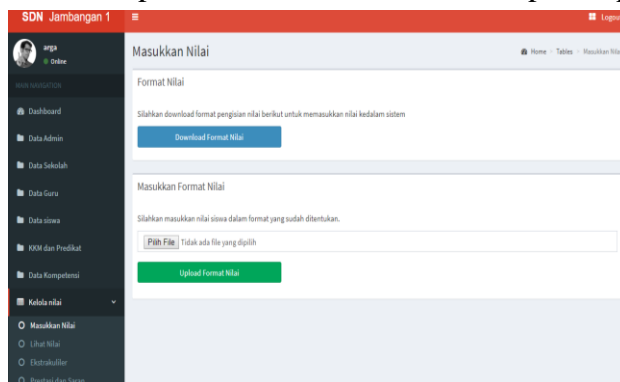 SDN Jambangan 1
Logout
arga
Online
MAIN NAVIGATION
Dashboard
Data Admin
Data Sekolah
Data Guru
Data siswa
KKM dan Predikat
Data Kompetensi
Kelola nilai
Masukkan Nilai
Lihat Nilai
Ekstrakuliler
Prestasi dan Saran
Masukkan Nilai
Home Tables Masukkan Nilai
Format Nilai
Silahkan download format pengisian nilai berikut untuk memasukkan nilai kedalam sistem
Download Format Nilai
Masukkan Format Nilai
Silahkan masukkan nilai siswa dalam format yang sudah ditentukan.
Pilih File Tidak ada file yang dipilih
Upload Format Nilai